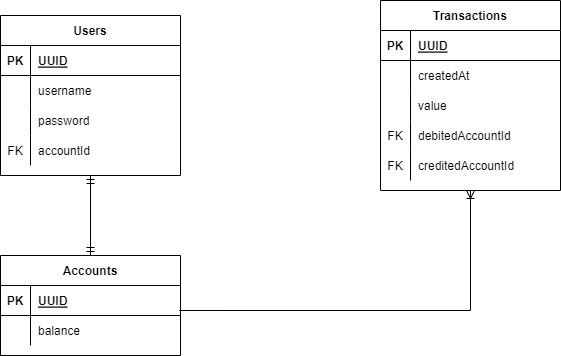 Users
PK UUID
username
password
FK accountId
Transactions
PK UUID
createdAt
value
FK debitedAccountId
FK creditedAccountId
Accounts
PK UUID
balance